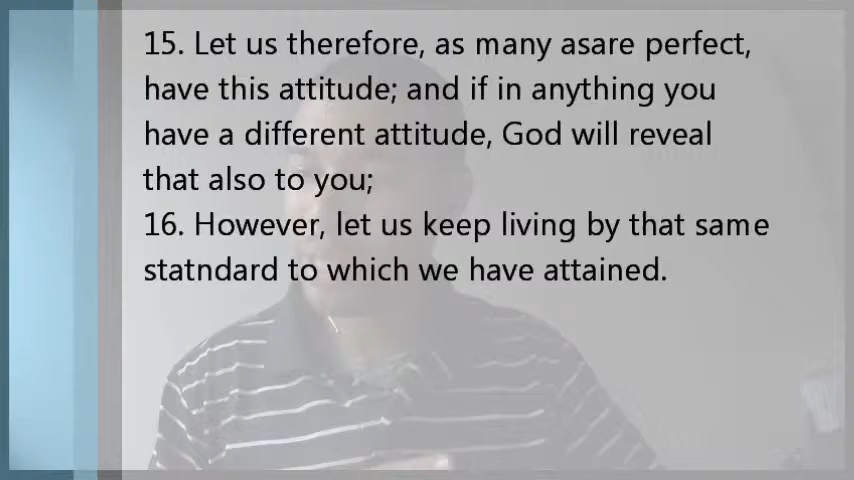 15. Let us therefore, as many asare perfect,
have this attitude; and if in anything you
have a different attitude, God will reveal
that also to you;
16. However, let us keep living by that same
statndard to which we have attained.